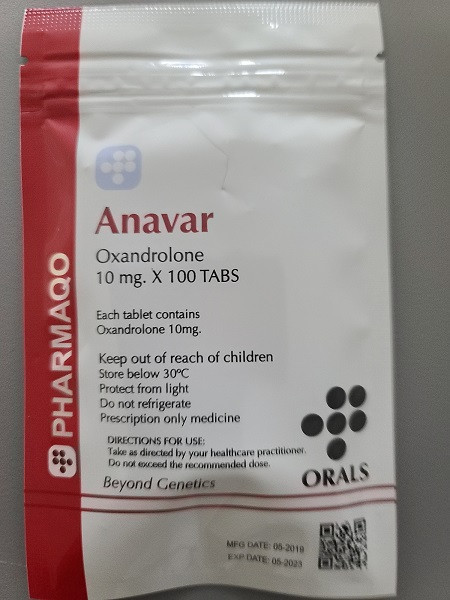 Anavar
Oxandrolone
10 mg. X 100 TABS
Each tablet contains
Oxandrolone 10mg.
Keep out of reach of children
Store below 30ºC
Protect from light
Do not refrigerate
Prescription only medicine
DIRECTIONS FOR USE:
Take as directed by your healthcare practitioner.
Do not exceed the recommended dose.
Beyond Genetics
ORALS
MFG DATE: 05-2019
EXP DATE: 05-2023
PHARMAQO